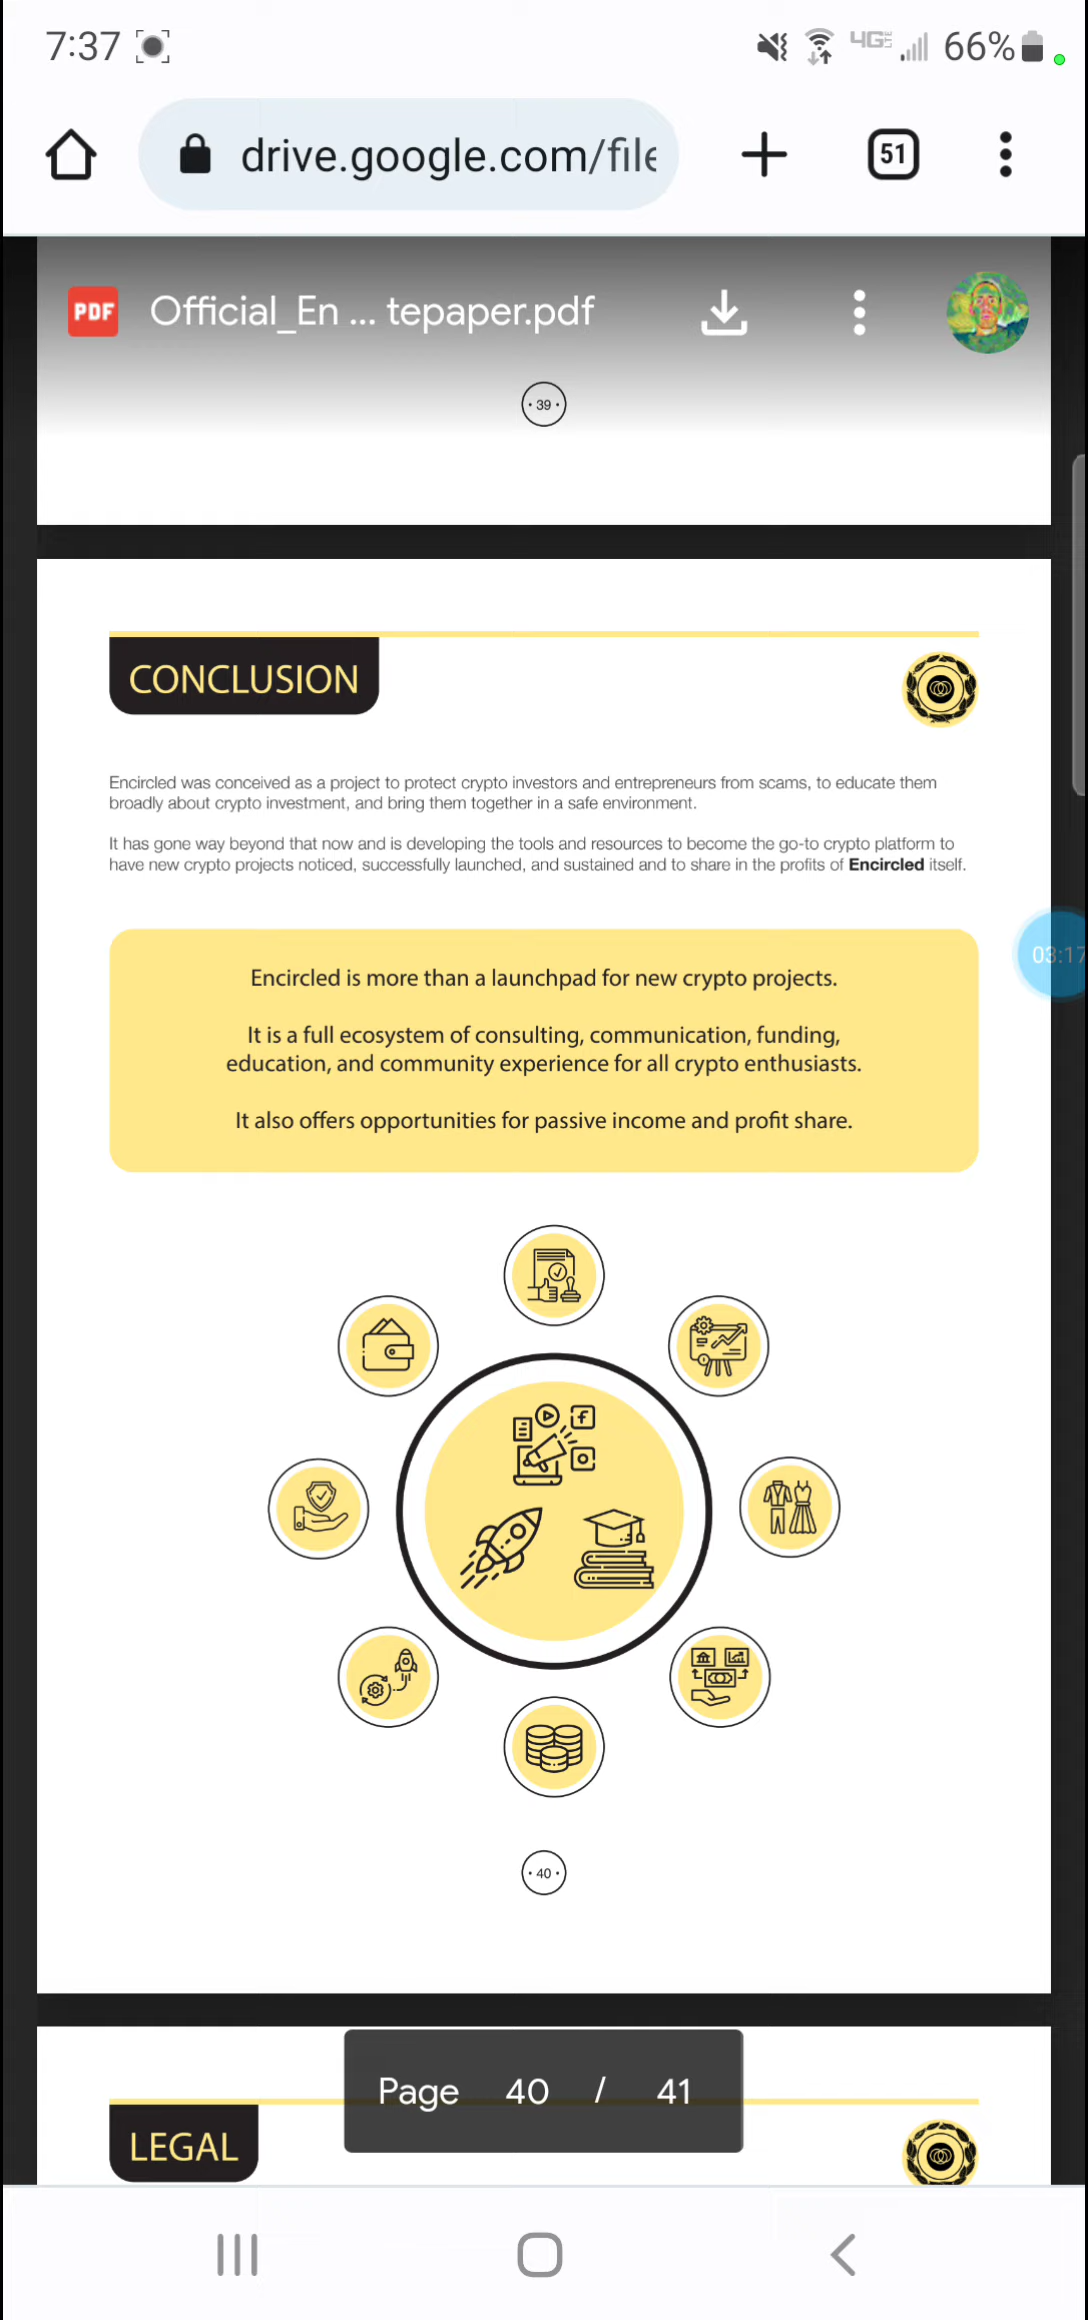 7:37
4G LTE
66%
drive.google.com/file
51
PDF
Official_En ... tepaper.pdf
· 39 ·
CONCLUSION
Encircled was conceived as a project to protect crypto investors and entrepreneurs from scams, to educate them
broadly about crypto investment, and bring them together in a safe environment.
It has gone way beyond that now and is developing the tools and resources to become the go-to crypto platform to
have new crypto projects noticed, successfully launched, and sustained and to share in the profits of Encircled itself.
03:17
Encircled is more than a launchpad for new crypto projects.
It is a full ecosystem of consulting, communication, funding,
education, and community experience for all crypto enthusiasts.
It also offers opportunities for passive income and profit share.
· 40 ·
Page 40 / 41
LEGAL